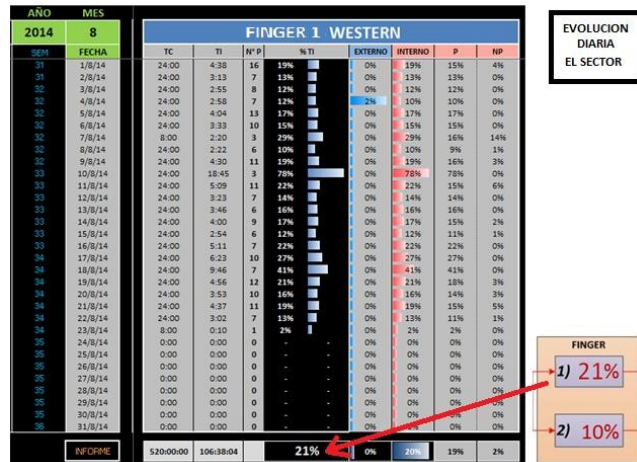 AÑO MES
2014 8 FINGER 1 WESTERN
SEM FECHA TC TI N° P % TI EXTERNO INTERNO P NP
31 1/8/14 24:00 4:38 16 19% 0% 19% 15% 4%
31 2/8/14 24:00 3:13 7 13% 0% 13% 13% 0%
32 3/8/14 24:00 2:55 8 12% 0% 12% 12% 0%
32 4/8/14 24:00 2:58 7 12% 2% 10% 10% 0%
32 5/8/14 24:00 4:04 13 17% 0% 17% 17% 0%
32 6/8/14 24:00 3:33 10 15% 0% 15% 15% 0%
32 7/8/14 8:00 2:20 3 29% 0% 29% 16% 14%
32 8/8/14 24:00 2:22 6 10% 0% 10% 9% 1%
32 9/8/14 24:00 4:30 11 19% 0% 19% 16% 3%
33 10/8/14 24:00 18:45 3 78% 0% 78% 78% 0%
33 11/8/14 24:00 5:09 11 22% 0% 22% 15% 6%
33 12/8/14 24:00 3:23 7 14% 0% 14% 14% 0%
33 13/8/14 24:00 3:46 6 16% 0% 16% 16% 0%
33 14/8/14 24:00 4:00 9 17% 0% 17% 15% 2%
33 15/8/14 24:00 2:54 6 12% 0% 12% 11% 1%
33 16/8/14 24:00 5:11 7 22% 0% 22% 22% 0%
34 17/8/14 24:00 6:23 10 27% 0% 27% 27% 0%
34 18/8/14 24:00 9:46 7 41% 0% 41% 41% 0%
34 19/8/14 24:00 4:56 12 21% 0% 21% 18% 3%
34 20/8/14 24:00 3:53 10 16% 0% 16% 14% 3%
34 21/8/14 24:00 4:37 11 19% 0% 19% 15% 5%
34 22/8/14 24:00 3:02 7 13% 0% 13% 11% 1%
34 23/8/14 8:00 0:10 1 2% 0% 2% 2% 0%
35 24/8/14 0:00 0:00 0 - - 0% 0% 0% 0%
35 25/8/14 0:00 0:00 0 - - 0% 0% 0% 0%
35 26/8/14 0:00 0:00 0 - - 0% 0% 0% 0%
35 27/8/14 0:00 0:00 0 - - 0% 0% 0% 0%
35 28/8/14 0:00 0:00 0 - - 0% 0% 0% 0%
35 29/8/14 0:00 0:00 0 - - 0% 0% 0% 0%
35 30/8/14 0:00 0:00 0 - - 0% 0% 0% 0%
36 31/8/14 0:00 0:00 0 - - 0% 0% 0% 0%
INFORME 520:00:00 106:38:04 21% 0% 20% 19% 2%
EVOLUCION
DIARIA
EL SECTOR
FINGER
1) 21%
2) 10%